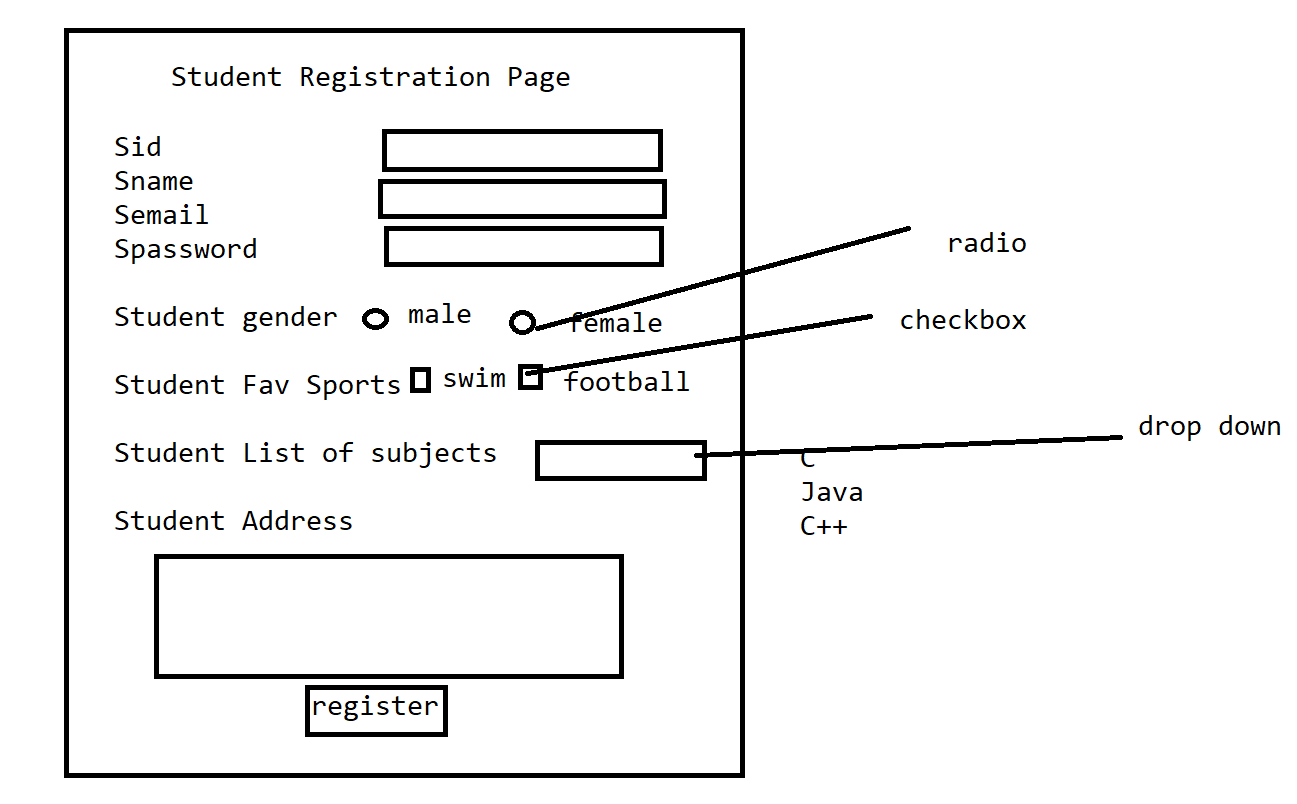 Student Registration Page
Sid
Sname
Semail
Spassword
radio
Student gender male female
checkbox
Student Fav Sports swim football
drop down
Student List of subjects
C
Java
C++
Student Address
register